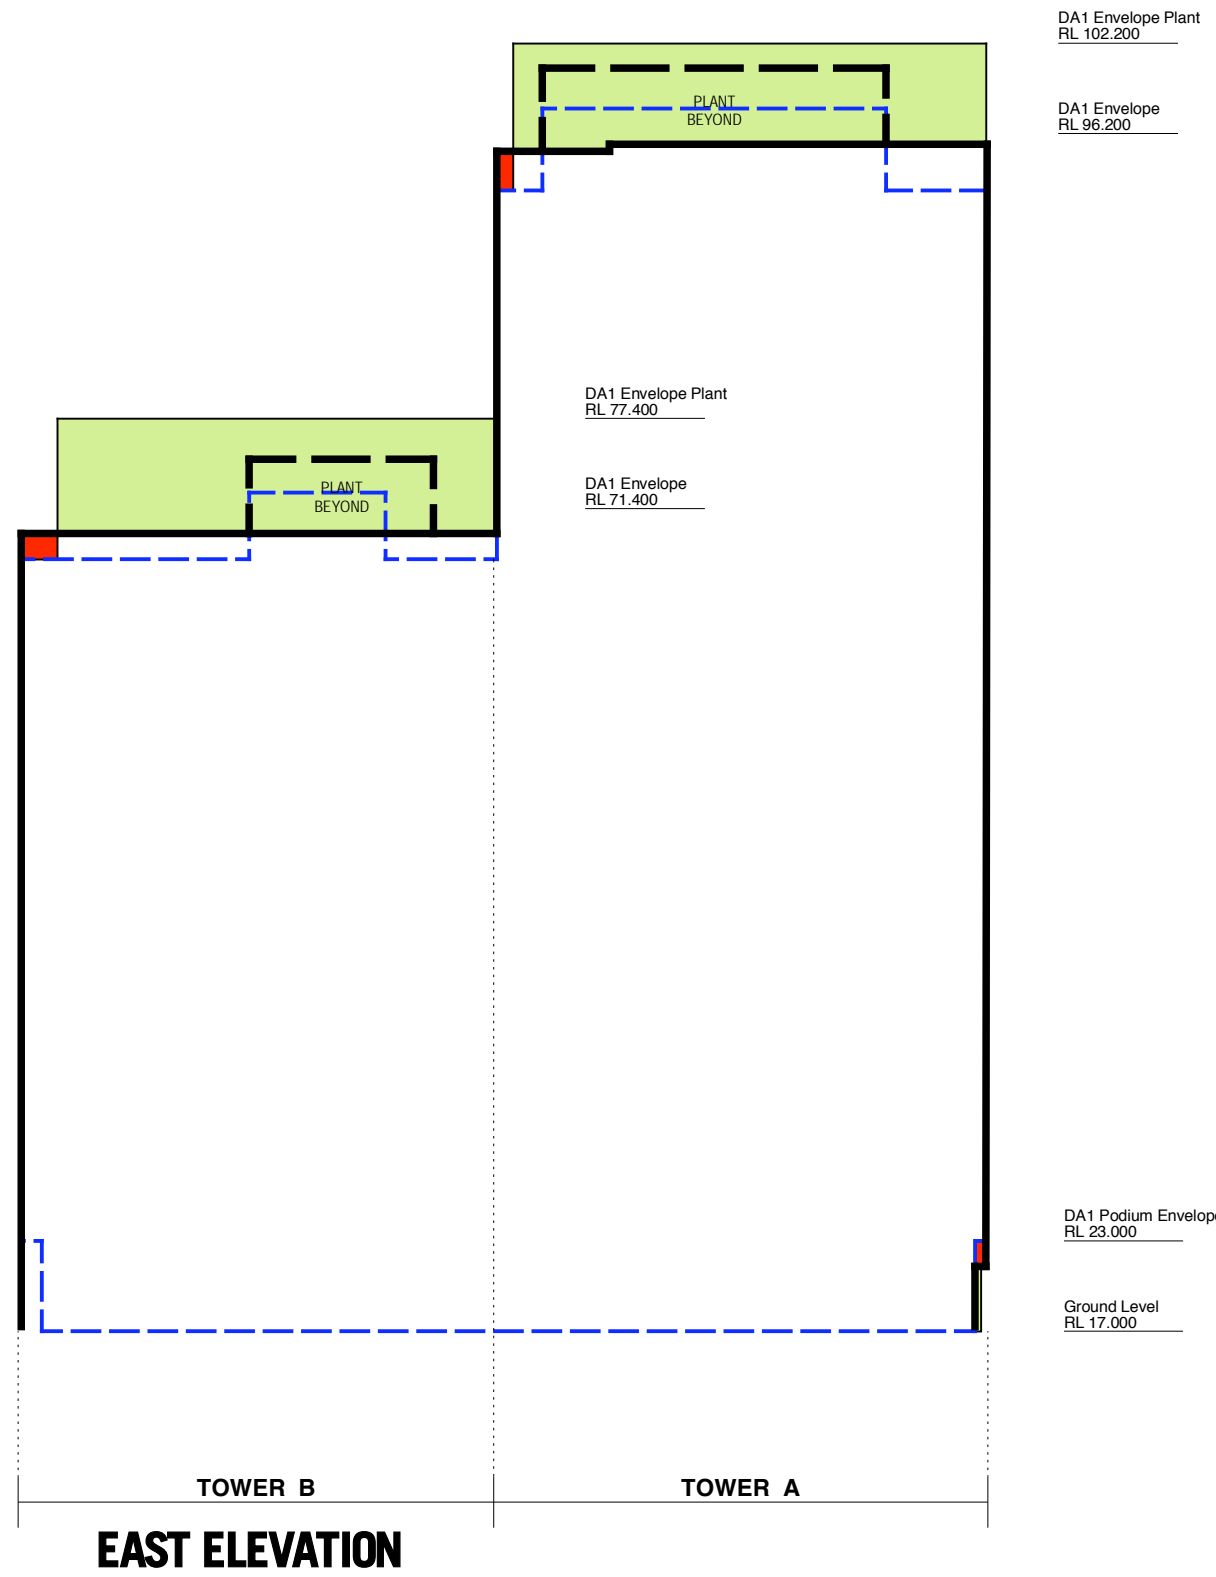 DA1 Envelope Plant
RL 102.200
PLANT
BEYOND
DA1 Envelope
RL 96.200
DA1 Envelope Plant
RL 77.400
PLANT
BEYOND
DA1 Envelope
RL 71.400
DA1 Podium Envelope
RL 23.000
Ground Level
RL 17.000
TOWER B
TOWER A
EAST ELEVATION